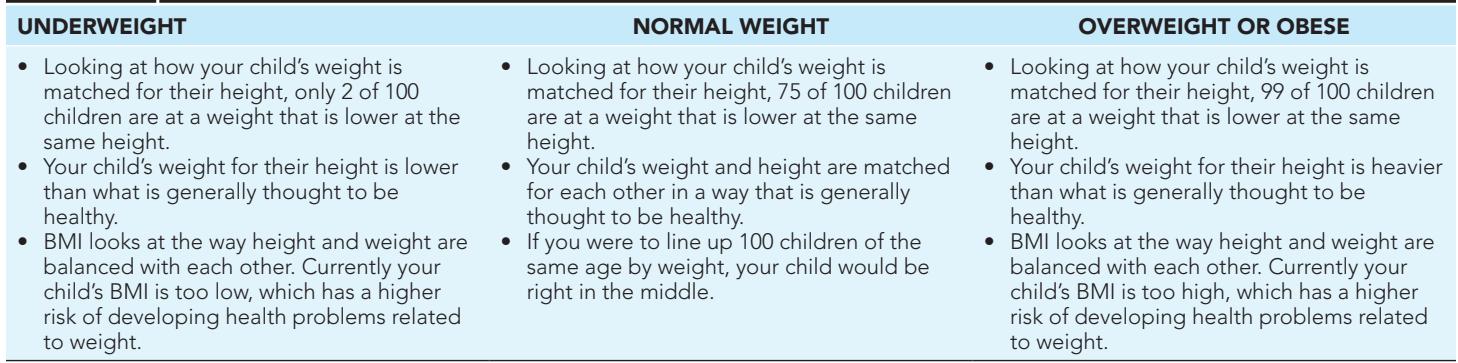 UNDERWEIGHT
• Looking at how your child’s weight is
matched for their height, only 2 of 100
children are at a weight that is lower at the
same height.
• Your child’s weight for their height is lower
than what is generally thought to be
healthy.
• BMI looks at the way height and weight are
balanced with each other. Currently your
child’s BMI is too low, which has a higher
risk of developing health problems related
to weight.
NORMAL WEIGHT
• Looking at how your child’s weight is
matched for their height, 75 of 100 children
are at a weight that is lower at the same
height.
• Your child’s weight and height are matched
for each other in a way that is generally
thought to be healthy.
• If you were to line up 100 children of the
same age by weight, your child would be
right in the middle.
OVERWEIGHT OR OBESE
• Looking at how your child’s weight is
matched for their height, 99 of 100 children
are at a weight that is lower at the same
height.
• Your child’s weight for their height is heavier
than what is generally thought to be
healthy.
• BMI looks at the way height and weight are
balanced with each other. Currently your
child’s BMI is too high, which has a higher
risk of developing health problems related
to weight.